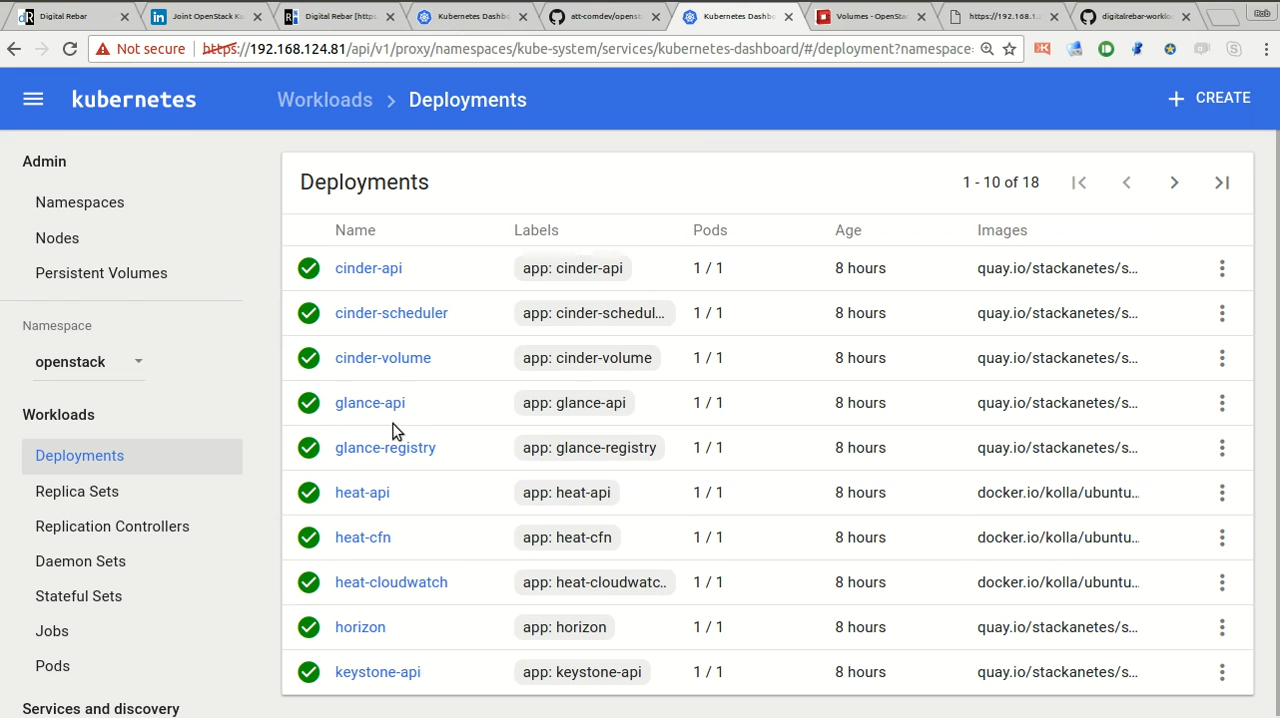 Digital Rebar
Joint OpenStack Ku
Digital Rebar [https
Kubernetes Dashbo
att-comdev/openst
Kubernetes Dashbo
Volumes - OpenSta
https://192.168.1.
digitalrebar-worklo
Rob
Not secure
https://192.168.124.81/api/v1/proxy/namespaces/kube-system/services/kubernetes-dashboard/#/deployment?namespace=
kubernetes
Workloads > Deployments
+ CREATE
Admin
Namespaces
Nodes
Persistent Volumes
Namespace
openstack
Workloads
Deployments
Replica Sets
Replication Controllers
Daemon Sets
Stateful Sets
Jobs
Pods
Services and discovery
Deployments
1 - 10 of 18
Name Labels Pods Age Images
cinder-api app: cinder-api 1 / 1 8 hours quay.io/stackanetes/s...
cinder-scheduler app: cinder-schedul... 1 / 1 8 hours quay.io/stackanetes/s...
cinder-volume app: cinder-volume 1 / 1 8 hours quay.io/stackanetes/s...
glance-api app: glance-api 1 / 1 8 hours quay.io/stackanetes/s...
glance-registry app: glance-registry 1 / 1 8 hours quay.io/stackanetes/s...
heat-api app: heat-api 1 / 1 8 hours docker.io/kolla/ubuntu...
heat-cfn app: heat-cfn 1 / 1 8 hours docker.io/kolla/ubuntu...
heat-cloudwatch app: heat-cloudwatc... 1 / 1 8 hours docker.io/kolla/ubuntu...
horizon app: horizon 1 / 1 8 hours quay.io/stackanetes/s...
keystone-api app: keystone-api 1 / 1 8 hours quay.io/stackanetes/s...